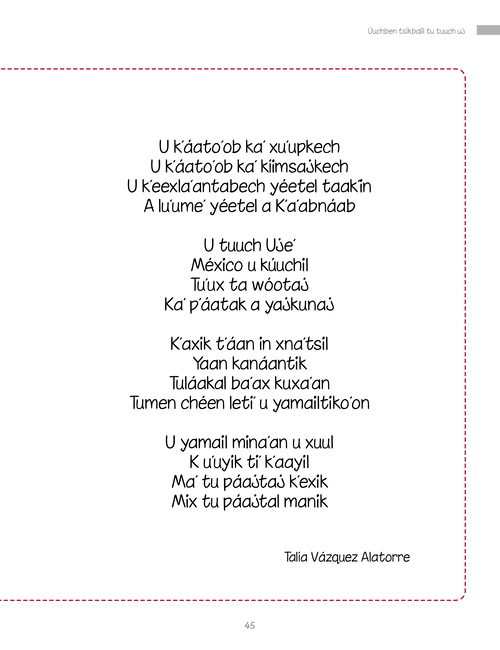 Úuchben tsikbalil tu tuuch uj
U k'áato'ob ka' xu'upkech
U k'áato'ob ka' kíimsajkech
U k'eexla'antabech yéetel taak'in
A lu'ume' yéetel a K'a'abnáab
U tuuch Uje'
México u kúuchil
Tu'ux ta wóotaj
Ka' p'áatak a yajkunaj
K'axik t'áan in xna'tsil
Yaan kanáantik
Tuláakal ba'ax kuxa'an
Tumen chéen leti' u yamailtiko'on
U yamail mina'an u xuul
K u'uyik ti' k'aayil
Ma' tu páajtaj k'exik
Mix tu páajtal manik
Talía Vázquez Alatorre
45